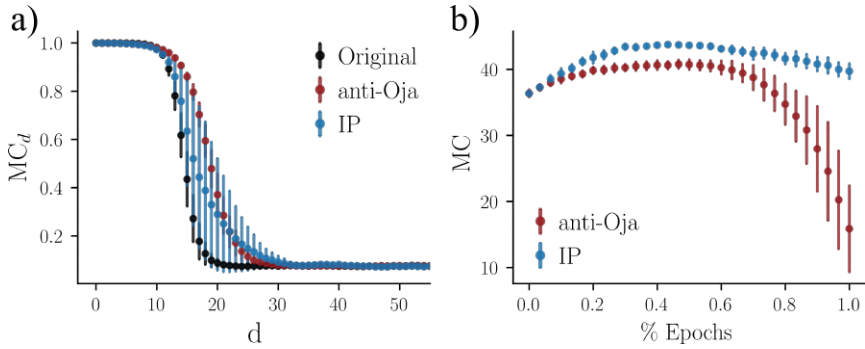 a)
MC_d
1.0
0.8
0.6
0.4
0.2
Original
anti-Oja
IP
0 10 20 30 40 50
d
b)
MC
40
30
20
10
anti-Oja
IP
0.0 0.2 0.4 0.6 0.8 1.0
% Epochs